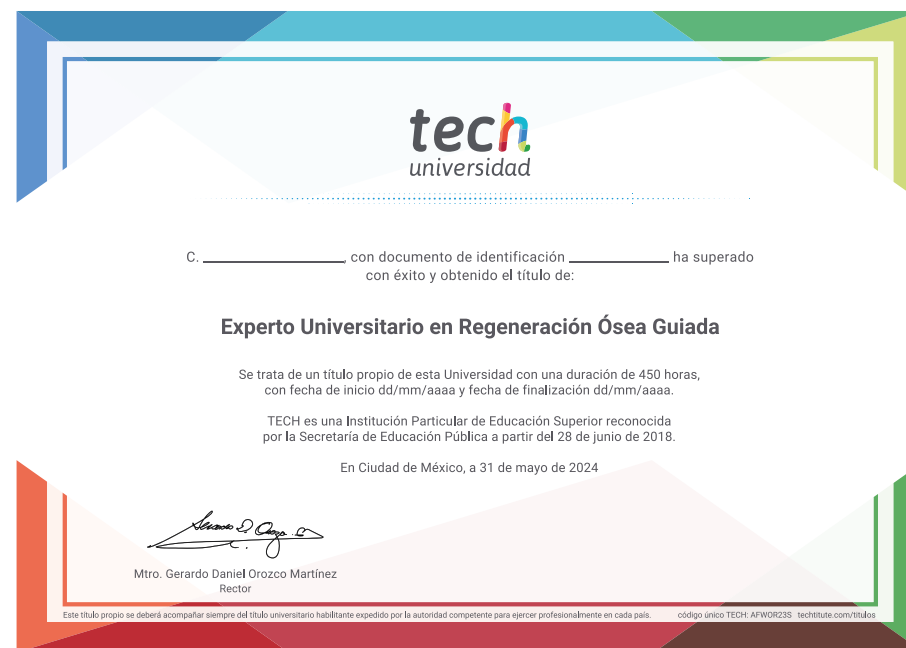 tech
universidad
C. ____________________, con documento de identificación ______________ ha superado
con éxito y obtenido el título de:
Experto Universitario en Regeneración Ósea Guiada
Se trata de un título propio de esta Universidad con una duración de 450 horas,
con fecha de inicio dd/mm/aaaa y fecha de finalización dd/mm/aaaa.
TECH es una Institución Particular de Educación Superior reconocida
por la Secretaría de Educación Pública a partir del 28 de junio de 2018.
En Ciudad de México, a 31 de mayo de 2024
Mtro. Gerardo Daniel Orozco Martínez
Rector
Este título propio se deberá acompañar siempre del título universitario habilitante expedido por la autoridad competente para ejercer profesionalmente en cada país. código único TECH: AFWOR23S techtitute.com/titulos